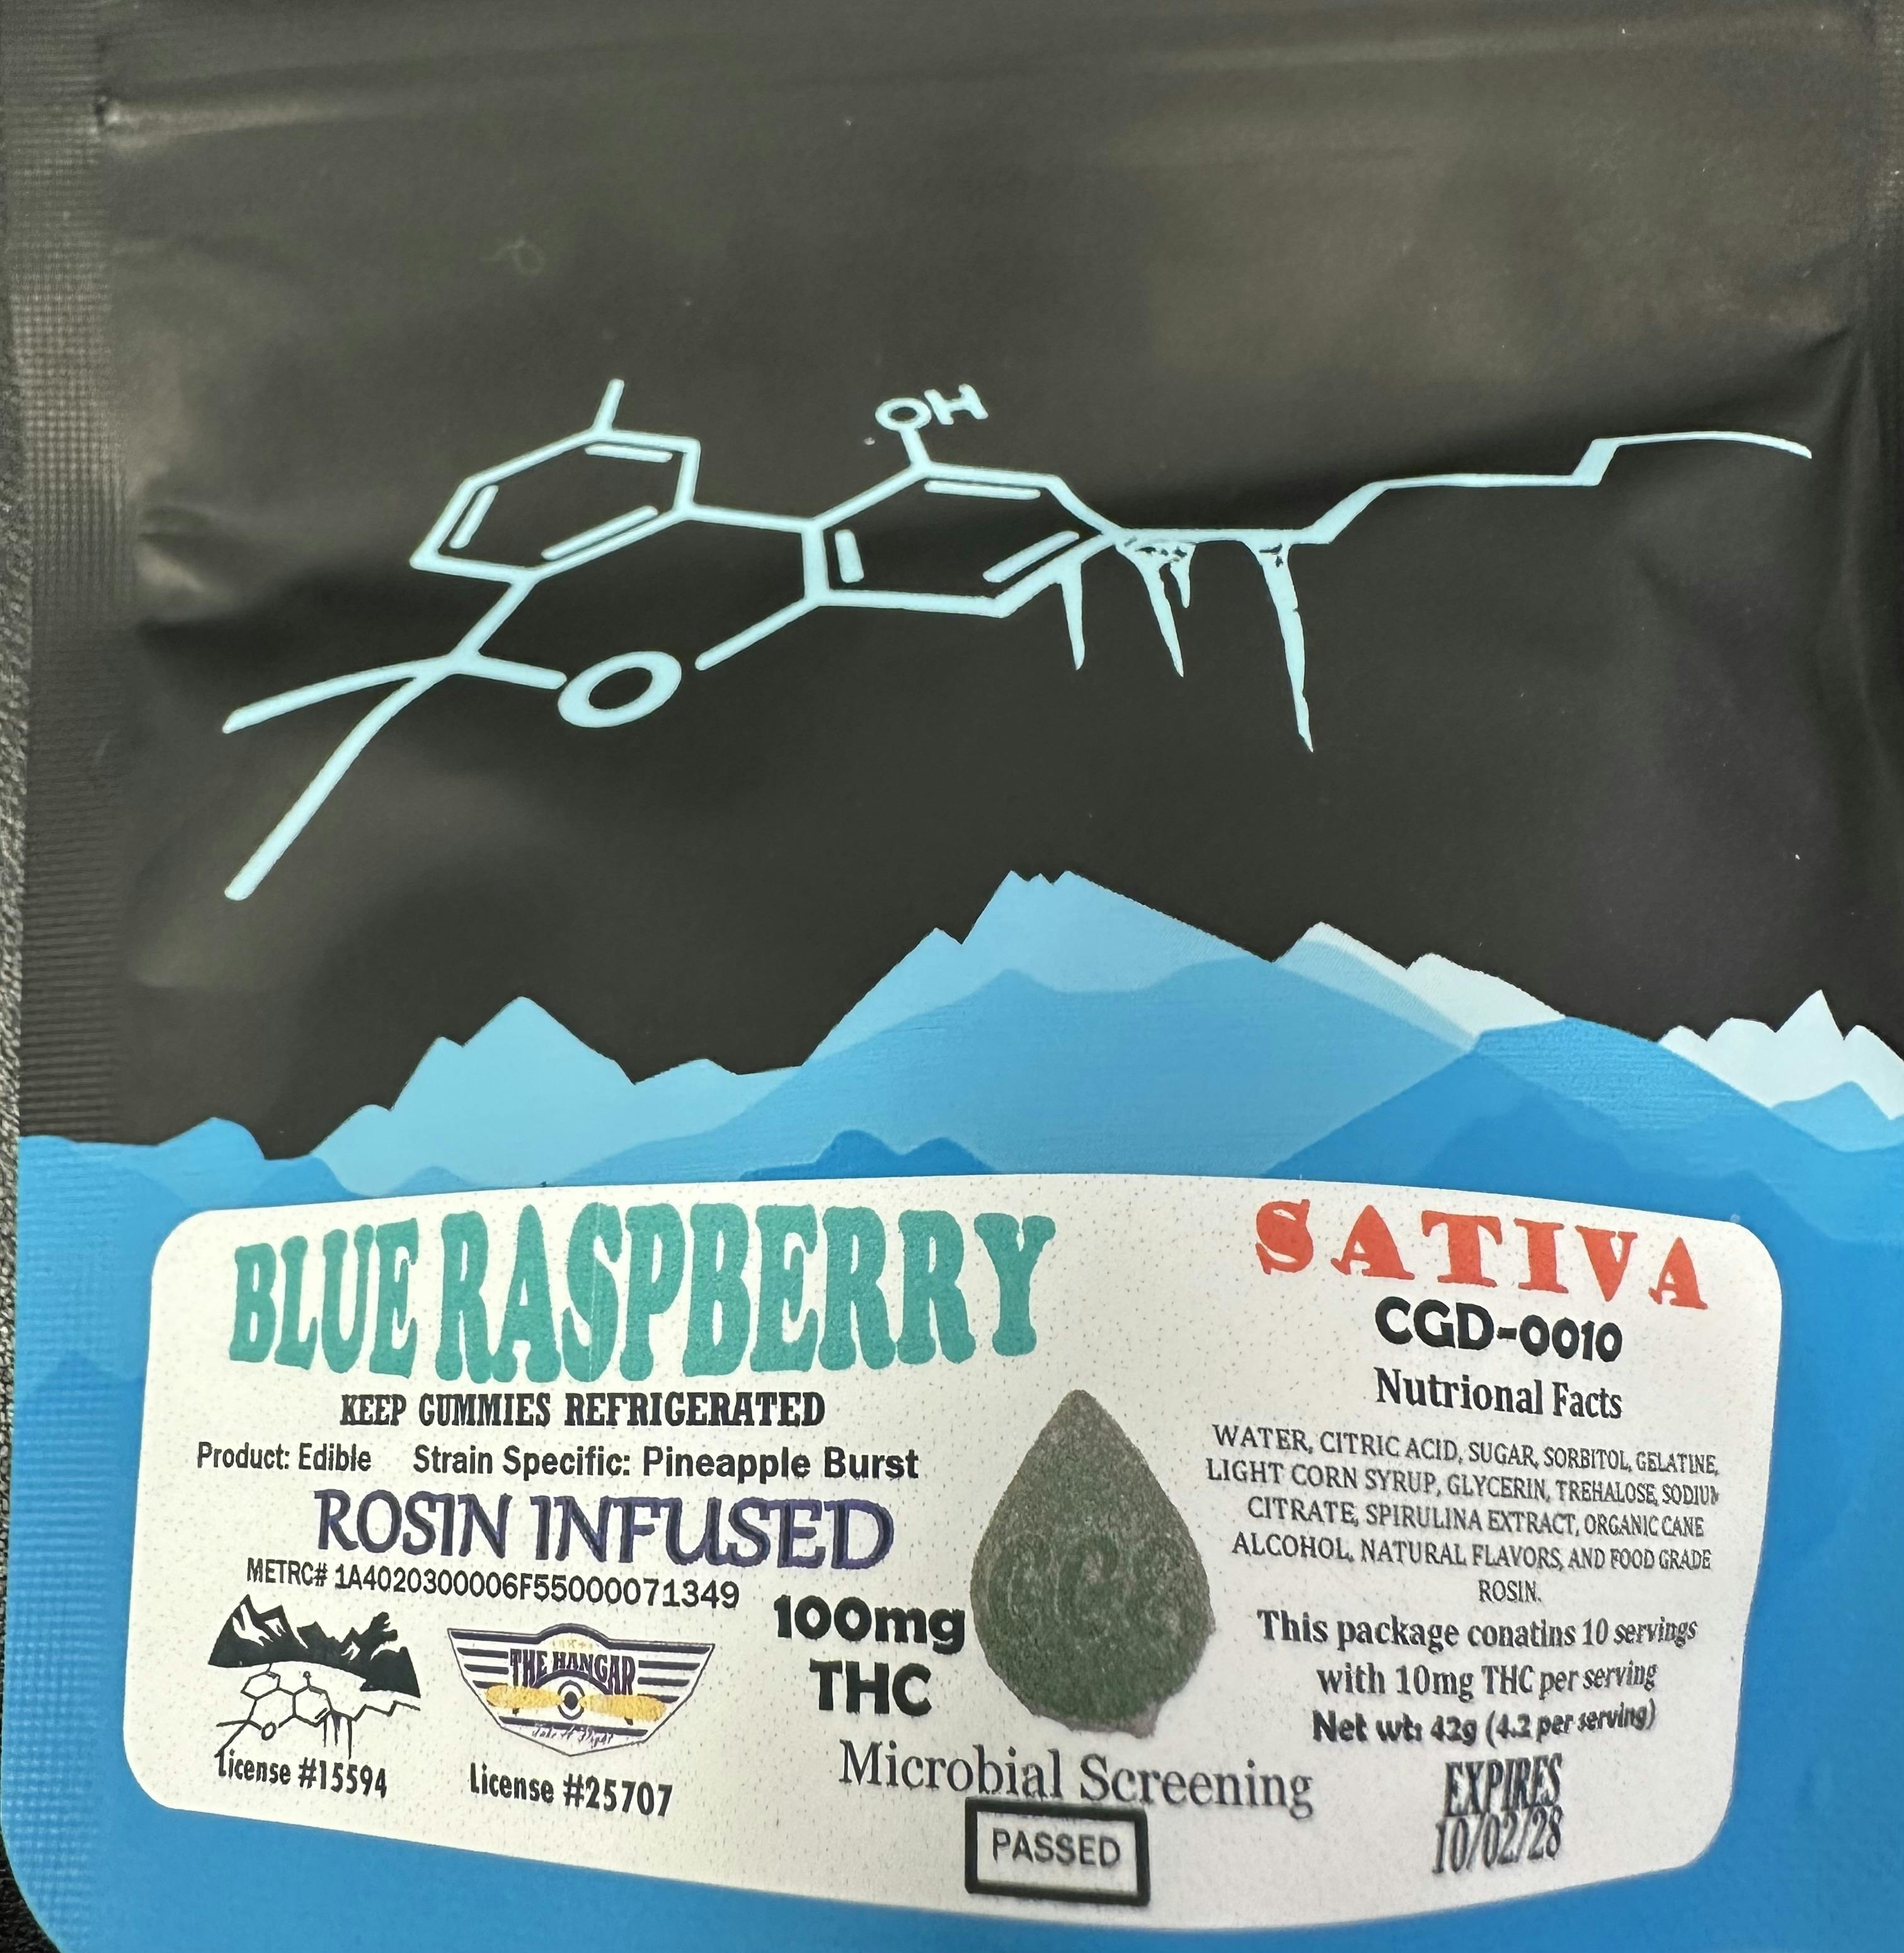 OH
O
BLUE RASPBERRY
KEEP GUMMIES REFRIGERATED
Product: Edible Strain Specific: Pineapple Burst
ROSIN INFUSED
METRC# 1A4020300006F55000071349
License #15594
THE HANGAR
Take A Flight
License #25707
100mg
THC
Microbial Screening
PASSED
SATIVA
CGD-0010
Nutrional Facts
WATER, CITRIC ACID, SUGAR, SORBITOL, GELATINE,
LIGHT CORN SYRUP, GLYCERIN, TREHALOSE, SODIUM
CITRATE, SPIRULINA EXTRACT, ORGANIC CANE
ALCOHOL, NATURAL FLAVORS, AND FOOD GRADE
ROSIN.
This package conatins 10 servings
with 10mg THC per serving
Net wt: 42g (4.2 per serving)
EXPIRES
10/02/28